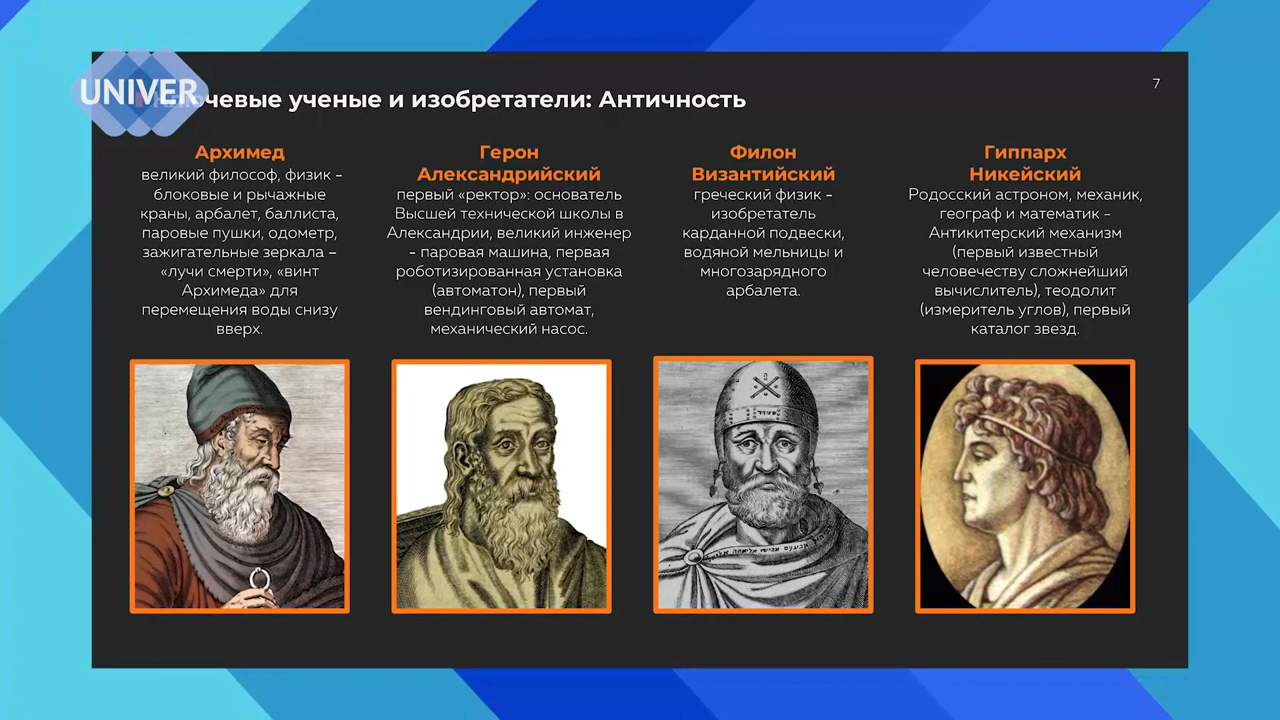 UNIVER
Ключевые ученые и изобретатели: Античность
7
Архимед
великий философ, физик -
блоковые и рычажные
краны, арбалет, баллиста,
паровые пушки, одометр,
зажигательные зеркала –
«лучи смерти», «винт
Архимеда» для
перемещения воды снизу
вверх.
Герон
Александрийский
первый «ректор»: основатель
Высшей технической школы в
Александрии, великий инженер
- паровая машина, первая
роботизированная установка
(автоматон), первый
вендинговый автомат,
механический насос.
Филон
Византийский
греческий физик -
изобретатель
карданной подвески,
водяной мельницы и
многозарядного
арбалета.
Гиппарх
Никейский
Родосский астроном, механик,
географ и математик -
Антикитерский механизм
(первый известный
человечеству сложнейший
вычислитель), теодолит
(измеритель углов), первый
каталог звезд.